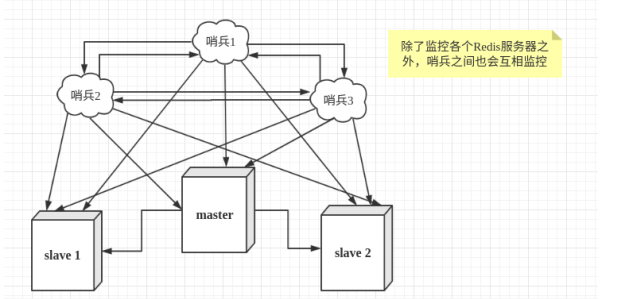 哨兵1
除了监控各个Redis服务器之
外，哨兵之间也会互相监控
哨兵2
哨兵3
master
slave 1
slave 2